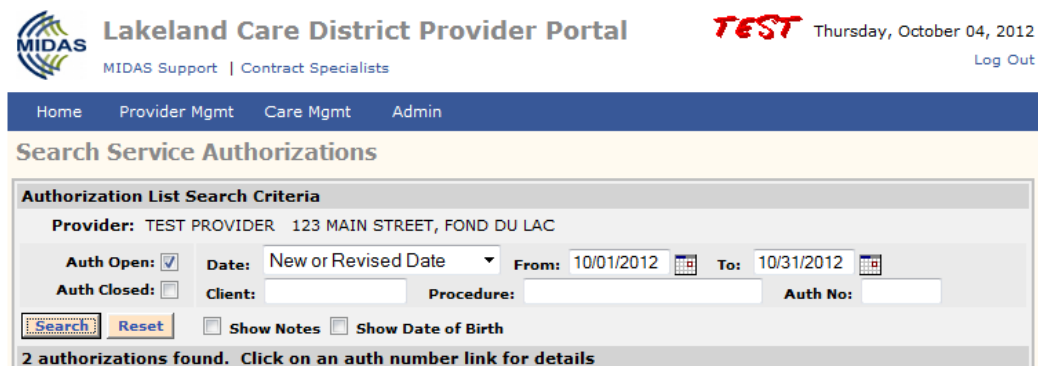 MIDAS
Lakeland Care District Provider Portal
TEST Thursday, October 04, 2012
MIDAS Support | Contract Specialists
Log Out
Home Provider Mgmt Care Mgmt Admin
Search Service Authorizations
Authorization List Search Criteria
Provider: TEST PROVIDER 123 MAIN STREET, FOND DU LAC
Auth Open: Date: New or Revised Date From: 10/01/2012 To: 10/31/2012
Auth Closed: Client: Procedure: Auth No:
Search Reset Show Notes Show Date of Birth
2 authorizations found. Click on an auth number link for details